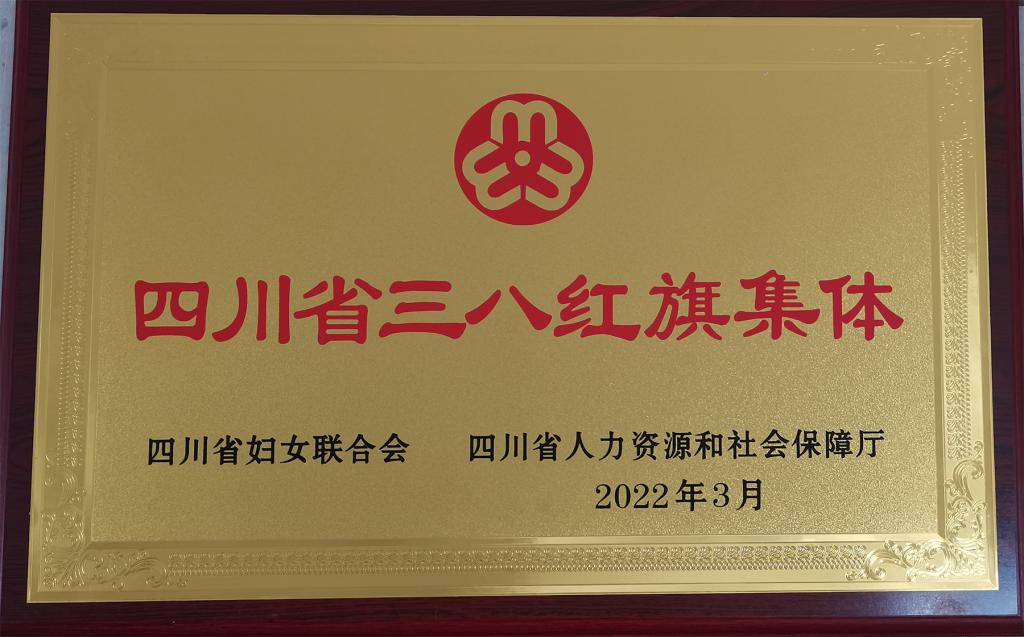 四川省三八红旗集体
四川省妇女联合会 四川省人力资源和社会保障厅
2022年3月